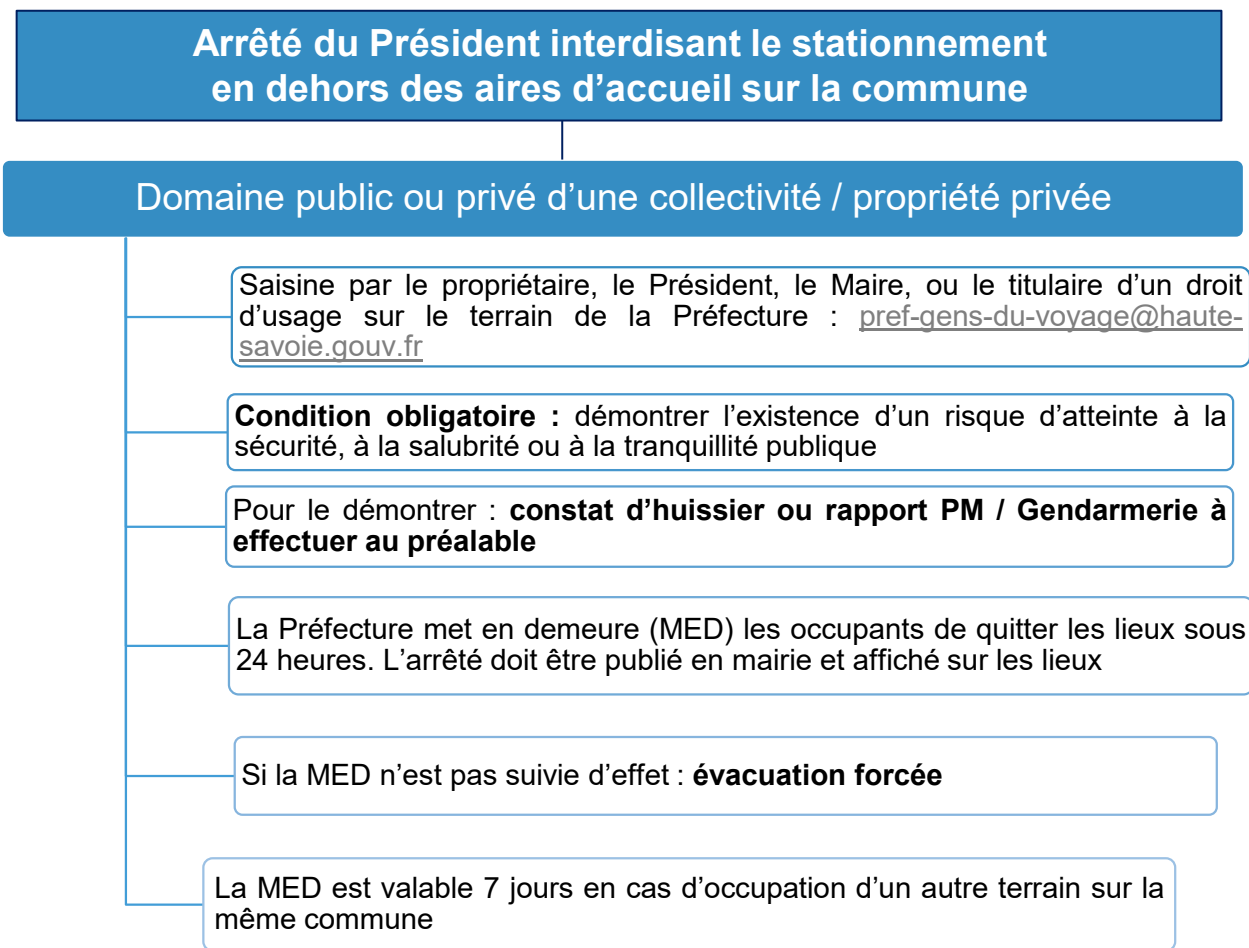 Arrêté du Président interdisant le stationnement
en dehors des aires d’accueil sur la commune
Domaine public ou privé d’une collectivité / propriété privée
Saisine par le propriétaire, le Président, le Maire, ou le titulaire d’un droit
d’usage sur le terrain de la Préfecture : pref-gens-du-voyage@haute-
savoie.gouv.fr
Condition obligatoire : démontrer l’existence d’un risque d’atteinte à la
sécurité, à la salubrité ou à la tranquillité publique
Pour le démontrer : constat d’huissier ou rapport PM / Gendarmerie à
effectuer au préalable
La Préfecture met en demeure (MED) les occupants de quitter les lieux sous
24 heures. L’arrêté doit être publié en mairie et affiché sur les lieux
Si la MED n’est pas suivie d’effet : évacuation forcée
La MED est valable 7 jours en cas d’occupation d’un autre terrain sur la
même commune